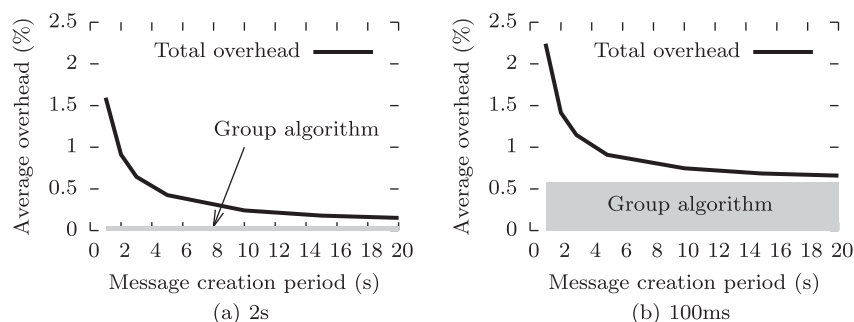 Average overhead (%)
2.5
2
1.5
1
0.5
0
Total overhead
Group algorithm
0 2 4 6 8 10 12 14 16 18 20
Message creation period (s)
(a) 2s
Average overhead (%)
2.5
2
1.5
1
0.5
0
Total overhead
Group algorithm
0 2 4 6 8 10 12 14 16 18 20
Message creation period (s)
(b) 100ms